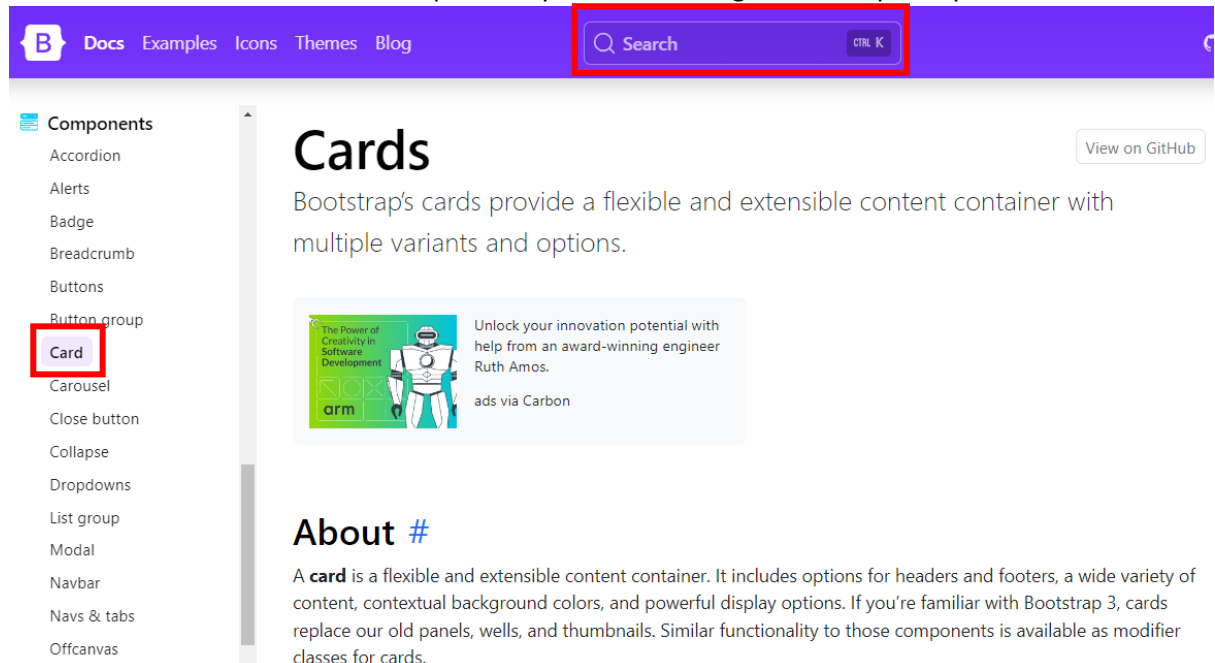 B Docs Examples Icons Themes Blog Search CTRL K
Components
Accordion
Alerts
Badge
Breadcrumb
Buttons
Button group
Card
Carousel
Close button
Collapse
Dropdowns
List group
Modal
Navbar
Navs & tabs
Offcanvas
Cards
View on GitHub
Bootstrap’s cards provide a flexible and extensible content container with
multiple variants and options.
The Power of
Creativity in
Software
Development
arm
Unlock your innovation potential with
help from an award-winning engineer
Ruth Amos.
ads via Carbon
About #
A card is a flexible and extensible content container. It includes options for headers and footers, a wide variety of
content, contextual background colors, and powerful display options. If you’re familiar with Bootstrap 3, cards
replace our old panels, wells, and thumbnails. Similar functionality to those components is available as modifier
classes for cards.